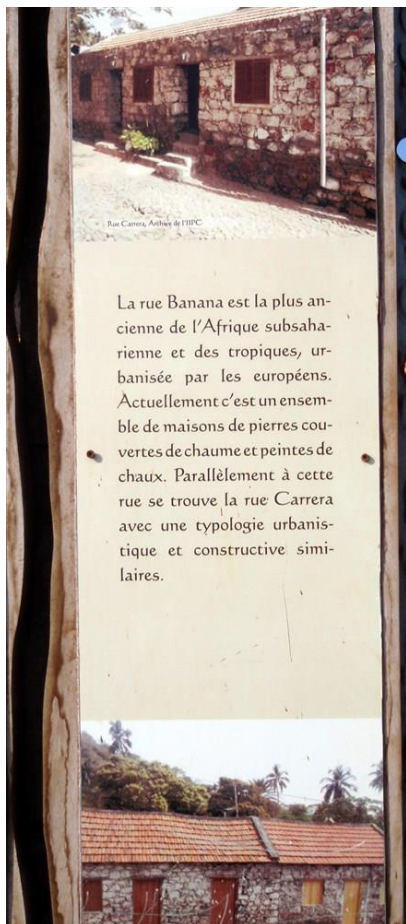 Rue Carrera, Archive de l'IIPC
La rue Banana est la plus an-
cienne de l'Afrique subsaha-
rienne et des tropiques, ur-
banisée par les européens.
Actuellement c'est un ensem-
ble de maisons de pierres cou-
vertes de chaume et peintes de
chaux. Parallèlement à cette
rue se trouve la rue Carrera
avec une typologie urbanis-
tique et constructive simi-
laires.